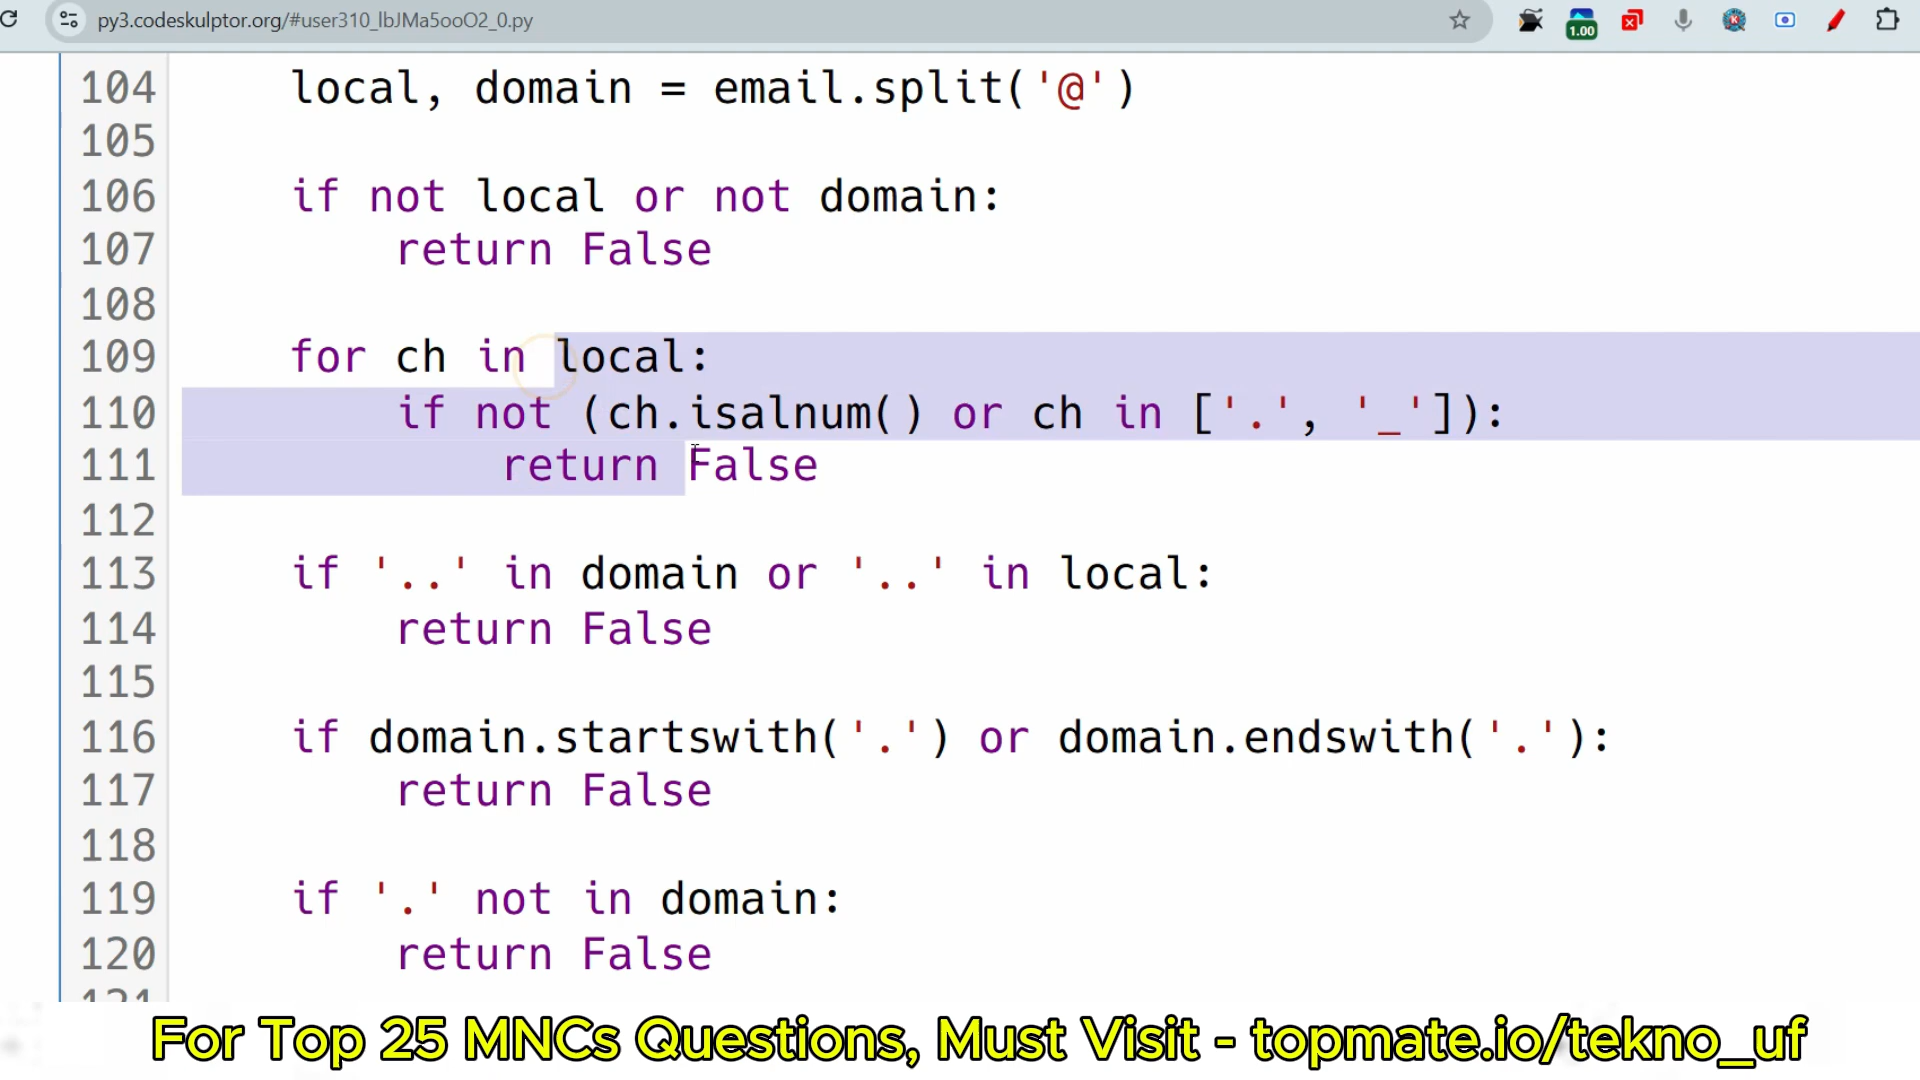 py3.codeskulptor.org/#user310_lbJMa5ooO2_0.py
1.00
104 local, domain = email.split('@')
105
106 if not local or not domain:
107 return False
108
109 for ch in local:
110 if not (ch.isalnum() or ch in ['.', '_']):
111 return False
112
113 if '..' in domain or '..' in local:
114 return False
115
116 if domain.startswith('.') or domain.endswith('.'):
117 return False
118
119 if '.' not in domain:
120 return False
121
For Top 25 MNCs Questions, Must Visit - topmate.io/tekno_uf